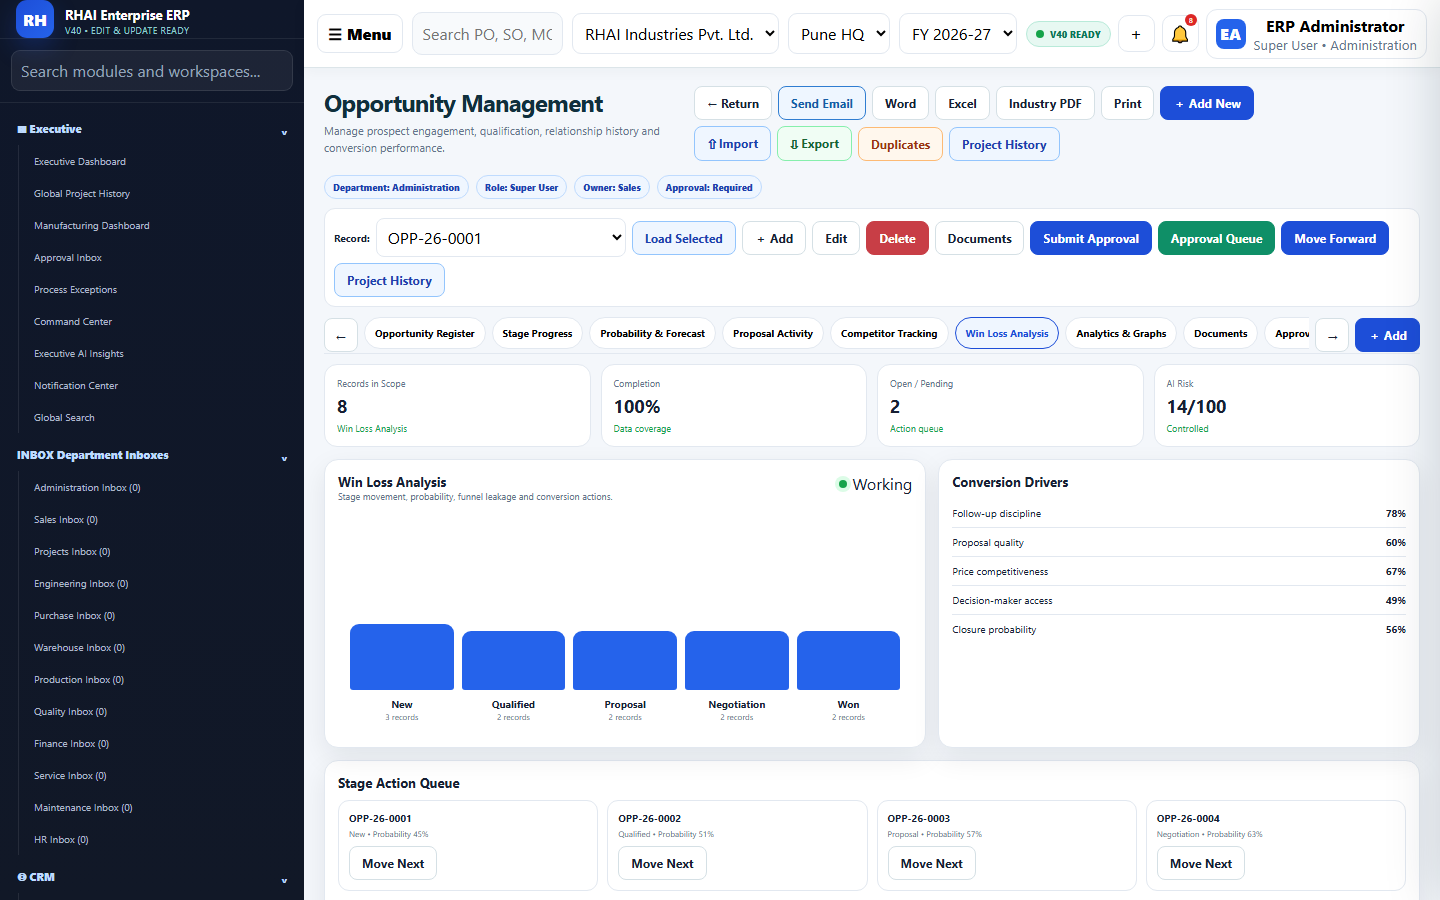 RH
RHAI Enterprise ERP
V40 • EDIT & UPDATE READY
Search modules and workspaces...
Executive
Executive Dashboard
Global Project History
Manufacturing Dashboard
Approval Inbox
Process Exceptions
Command Center
Executive AI Insights
Notification Center
Global Search
INBOX Department Inboxes
Administration Inbox (0)
Sales Inbox (0)
Projects Inbox (0)
Engineering Inbox (0)
Purchase Inbox (0)
Warehouse Inbox (0)
Production Inbox (0)
Quality Inbox (0)
Finance Inbox (0)
Service Inbox (0)
Maintenance Inbox (0)
HR Inbox (0)
CRM
☰ Menu
Search PO, SO, MO
RHAI Industries Pvt. Ltd.
Pune HQ
FY 2026-27
V40 READY
+
8
EA
ERP Administrator
Super User • Administration
Opportunity Management
Manage prospect engagement, qualification, relationship history and
conversion performance.
← Return
Send Email
Word
Excel
Industry PDF
Print
+ Add New
⇧ Import
⇩ Export
Duplicates
Project History
Department: Administration
Role: Super User
Owner: Sales
Approval: Required
Record:
OPP-26-0001
Load Selected
+ Add
Edit
Delete
Documents
Submit Approval
Approval Queue
Move Forward
Project History
←
Opportunity Register
Stage Progress
Probability & Forecast
Proposal Activity
Competitor Tracking
Win Loss Analysis
Analytics & Graphs
Documents
Approv
→
+ Add
Records in Scope
8
Win Loss Analysis
Completion
100%
Data coverage
Open / Pending
2
Action queue
AI Risk
14/100
Controlled
Win Loss Analysis
Stage movement, probability, funnel leakage and conversion actions.
Working
New
3 records
Qualified
2 records
Proposal
2 records
Negotiation
2 records
Won
2 records
Conversion Drivers
Follow-up discipline 78%
Proposal quality 60%
Price competitiveness 67%
Decision-maker access 49%
Closure probability 56%
Stage Action Queue
OPP-26-0001
New • Probability 45%
Move Next
OPP-26-0002
Qualified • Probability 51%
Move Next
OPP-26-0003
Proposal • Probability 57%
Move Next
OPP-26-0004
Negotiation • Probability 63%
Move Next